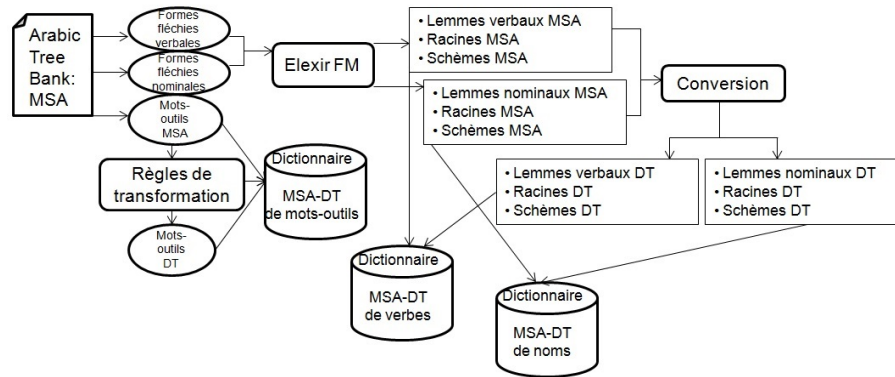 Arabic
Tree
Bank:
MSA
Formes
fléchies
verbales
Formes
fléchies
nominales
Mots-
outils
MSA
Règles de
transformation
Mots-
outils
DT
Elexir FM
Dictionnaire
MSA-DT
de mots-outils
• Lemmes verbaux MSA
• Racines MSA
• Schèmes MSA
• Lemmes nominaux MSA
• Racines MSA
• Schèmes MSA
Conversion
• Lemmes verbaux DT
• Racines DT
• Schèmes DT
• Lemmes nominaux DT
• Racines DT
• Schèmes DT
Dictionnaire
MSA-DT
de verbes
Dictionnaire
MSA-DT
de noms